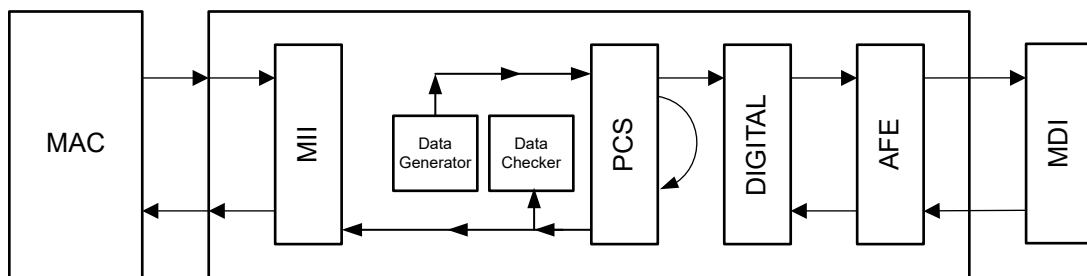 MAC
MII
Data
Generator
Data
Checker
PCS
DIGITAL
AFE
MDI